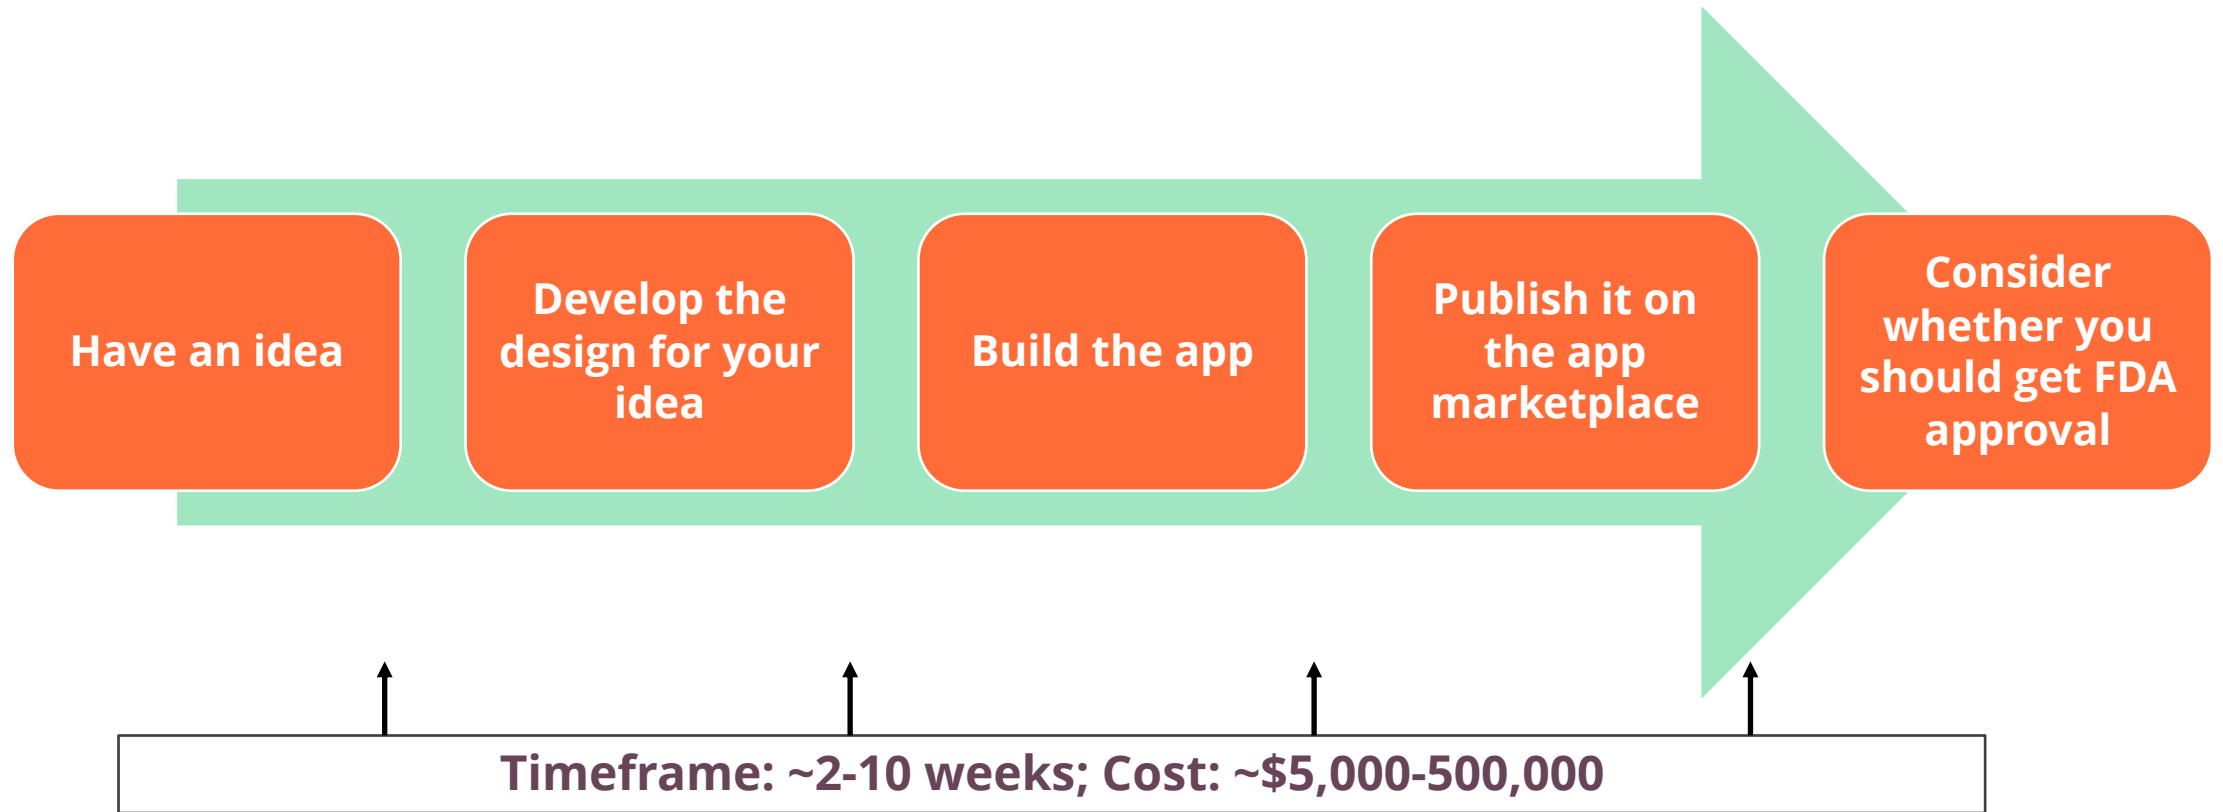 Have an idea
Develop the
design for your
idea
Build the app
Publish it on
the app
marketplace
Consider
whether you
should get FDA
approval
Timeframe: ~2-10 weeks; Cost: ~$5,000-500,000